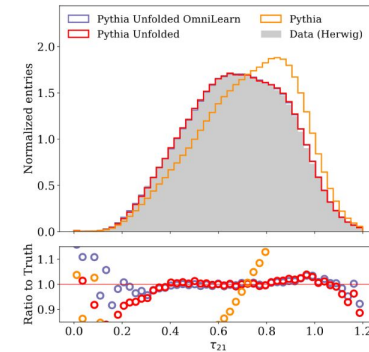 Pythia Unfolded OmniLearn
Pythia
Pythia Unfolded
Data (Herwig)
Normalized entries
2.0
1.5
1.0
0.5
0.0
Ratio to Truth
1.1
1.0
0.9
0.0 0.2 0.4 0.6 0.8 1.0 1.2
τ21